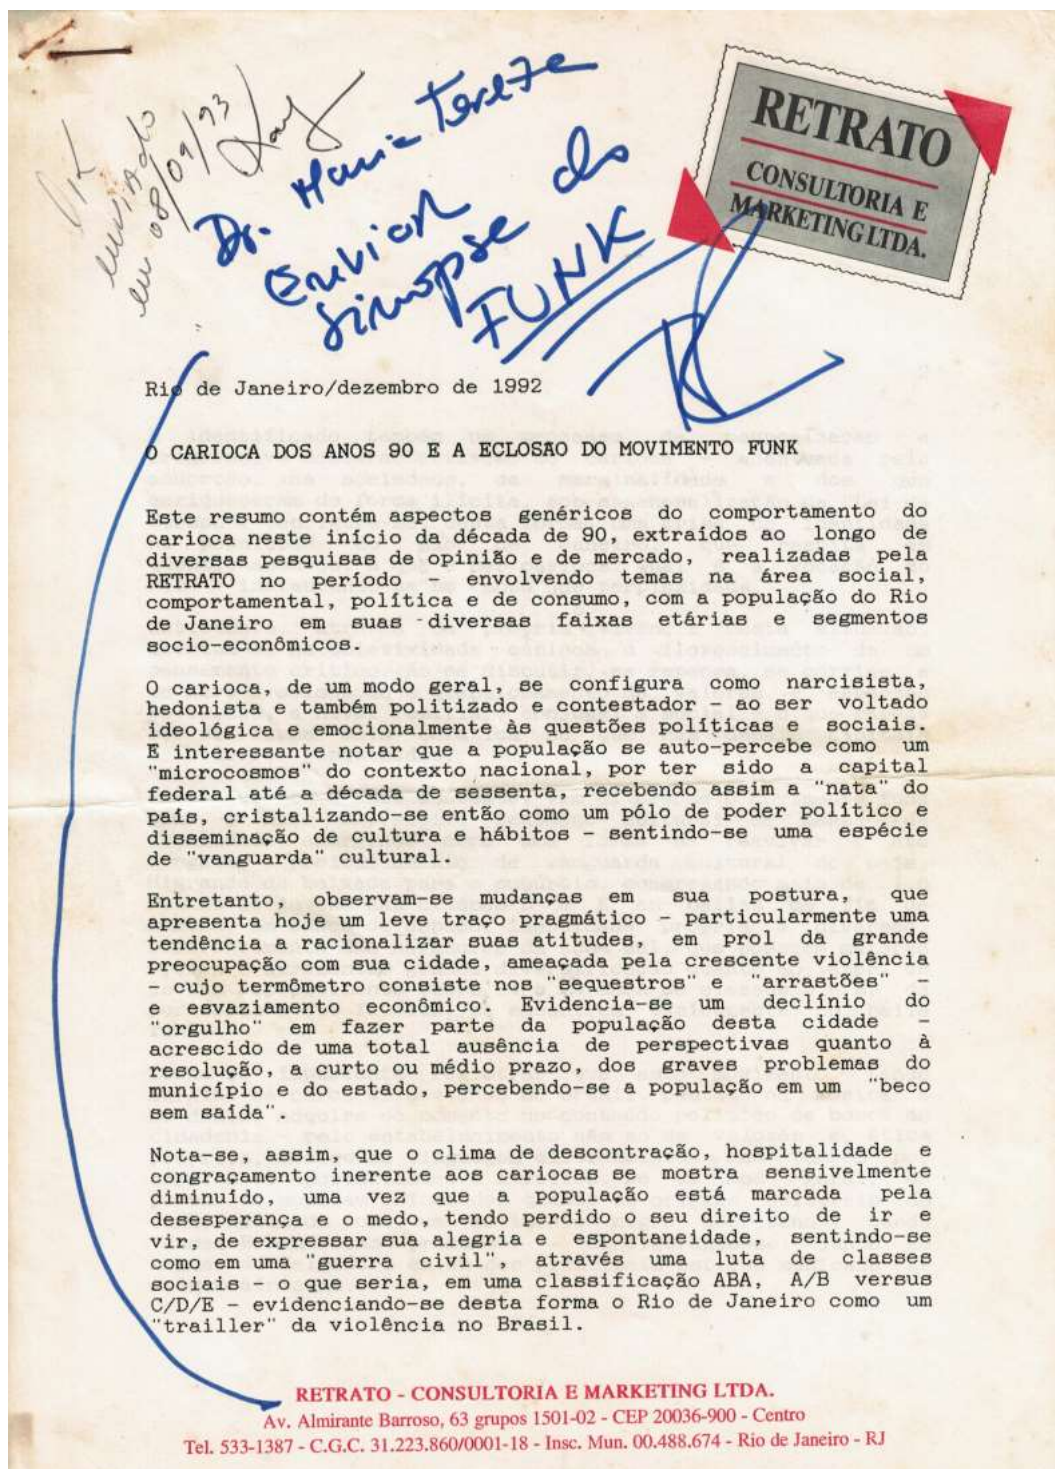 RETRATO
CONSULTORIA E
MARKETING LTDA.
em 08/09/93
Dr. Maria Tereza
Enviar
sinopse do
FUNK
Rio de Janeiro/dezembro de 1992
O CARIOCA DOS ANOS 90 E A ECLOSAO DO MOVIMENTO FUNK
Este resumo contém aspectos genéricos do comportamento do
carioca neste início da década de 90, extraídos ao longo de
diversas pesquisas de opinião e de mercado, realizadas pela
RETRATO no período - envolvendo temas na área social,
comportamental, política e de consumo, com a população do Rio
de Janeiro em suas diversas faixas etárias e segmentos
socio-econômicos.
O carioca, de um modo geral, se configura como narcisista,
hedonista e também politizado e contestador - ao ser voltado
ideológica e emocionalmente às questões políticas e sociais.
E interessante notar que a população se auto-percebe como um
"microcosmos" do contexto nacional, por ter sido a capital
federal até a década de sessenta, recebendo assim a "nata" do
país, cristalizando-se então como um pólo de poder político e
disseminação de cultura e hábitos - sentindo-se uma espécie
de "vanguarda" cultural.
Entretanto, observam-se mudanças em sua postura, que
apresenta hoje um leve traço pragmático - particularmente uma
tendência a racionalizar suas atitudes, em prol da grande
preocupação com sua cidade, ameaçada pela crescente violência
- cujo termômetro consiste nos "sequestros" e "arrastões" -
e esvaziamento econômico. Evidencia-se um declínio do
"orgulho" em fazer parte da população desta cidade -
acrescido de uma total ausência de perspectivas quanto à
resolução, a curto ou médio prazo, dos graves problemas do
município e do estado, percebendo-se a população em um "beco
sem saída".
Nota-se, assim, que o clima de descontração, hospitalidade e
congraçamento inerente aos cariocas se mostra sensivelmente
diminuído, uma vez que a população está marcada pela
desesperança e o medo, tendo perdido o seu direito de ir e
vir, de expressar sua alegria e espontaneidade, sentindo-se
como em uma "guerra civil", através uma luta de classes
sociais - o que seria, em uma classificação ABA, A/B versus
C/D/E - evidenciando-se desta forma o Rio de Janeiro como um
"trailler" da violência no Brasil.
RETRATO - CONSULTORIA E MARKETING LTDA.
Av. Almirante Barroso, 63 grupos 1501-02 - CEP 20036-900 - Centro
Tel. 533-1387 - C.G.C. 31.223.860/0001-18 - Insc. Mun. 00.488.674 - Rio de Janeiro - RJ